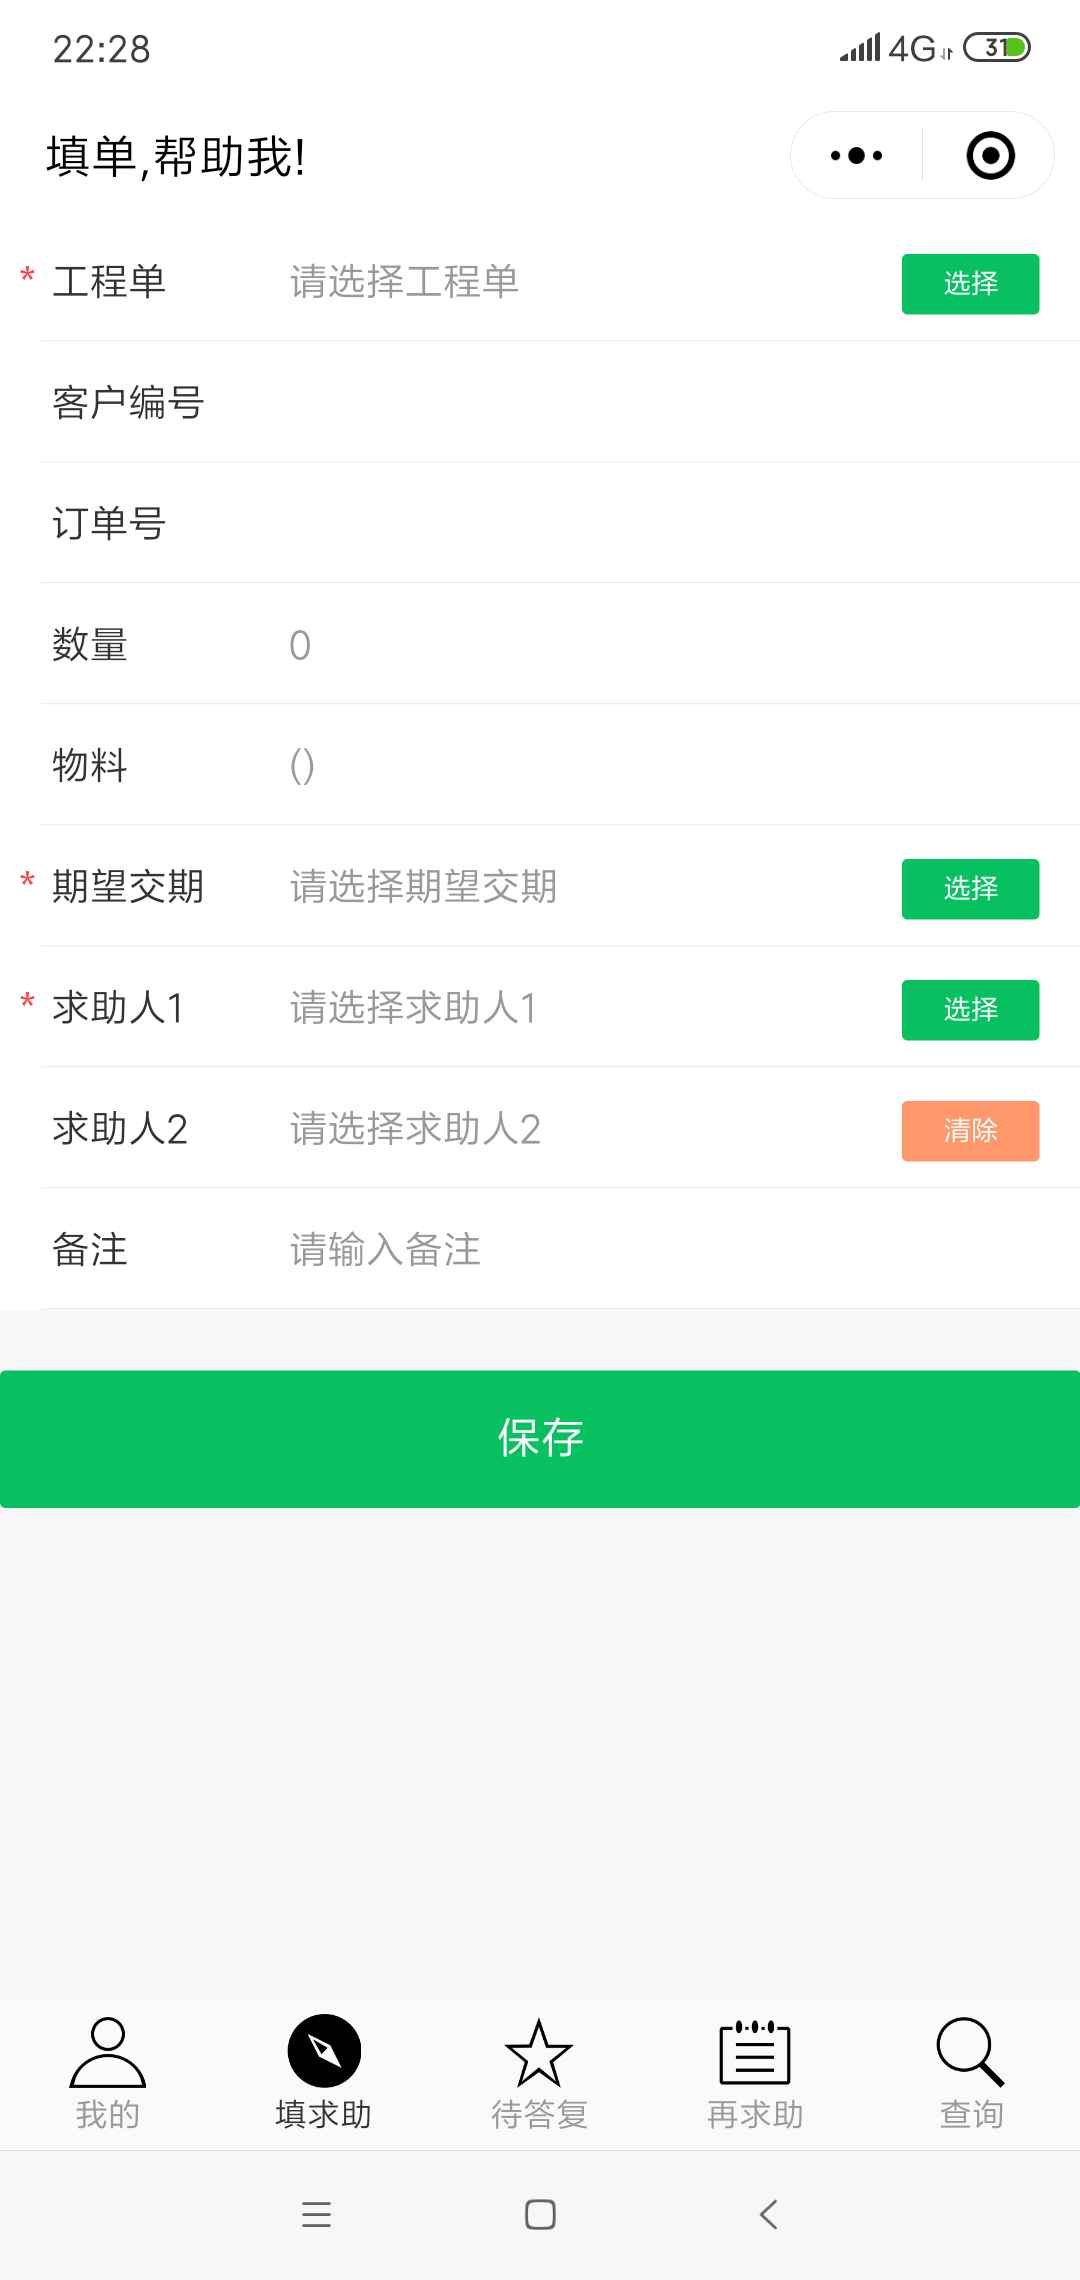 22:28
4G
31
填单,帮助我!
* 工程单 请选择工程单 选择
客户编号
订单号
数量 0
物料 ()
* 期望交期 请选择期望交期 选择
* 求助人1 请选择求助人1 选择
求助人2 请选择求助人2 清除
备注 请输入备注
保存
我的 填求助 待答复 再求助 查询